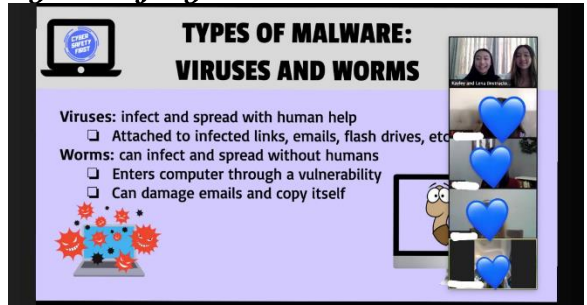 CYBER
SAFETY
FIRST
TYPES OF MALWARE:
VIRUSES AND WORMS
Viruses: infect and spread with human help
❏ Attached to infected links, emails, flash drives, etc
Worms: can infect and spread without humans
❏ Enters computer through a vulnerability
❏ Can damage emails and copy itself